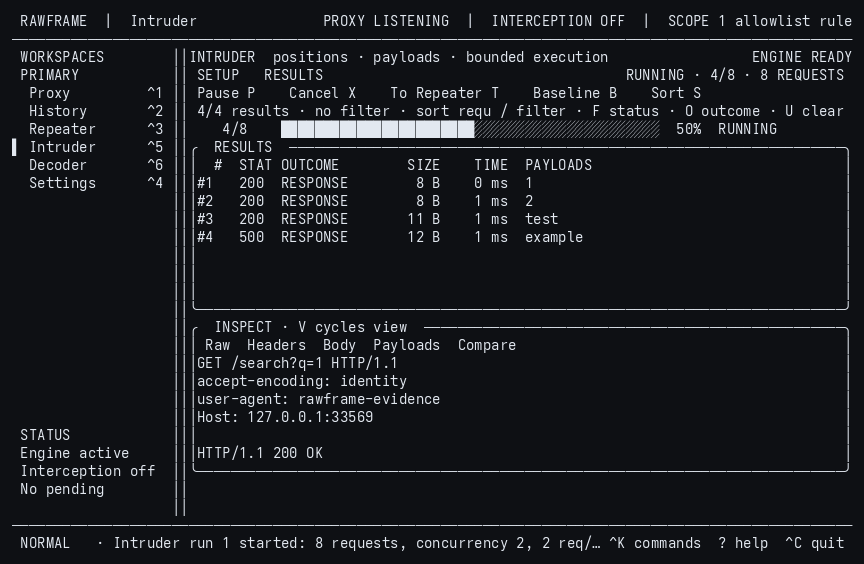 RAWFRAME | Intruder PROXY LISTENING | INTERCEPTION OFF | SCOPE 1 allowlist rule
WORKSPACES INTRUDER positions · payloads · bounded execution ENGINE READY
PRIMARY SETUP RESULTS RUNNING · 4/8 · 8 REQUESTS
Proxy ^1 Pause P Cancel X To Repeater T Baseline B Sort S
History ^2 4/4 results · no filter · sort requ / filter · F status · O outcome · U clear
Repeater ^3 4/8 50% RUNNING
Intruder ^5 RESULTS
Decoder ^6 # STAT OUTCOME SIZE TIME PAYLOADS
Settings ^4 #1 200 RESPONSE 8 B 0 ms 1
#2 200 RESPONSE 8 B 1 ms 2
#3 200 RESPONSE 11 B 1 ms test
#4 500 RESPONSE 12 B 1 ms example
INSPECT · V cycles view
Raw Headers Body Payloads Compare
GET /search?q=1 HTTP/1.1
accept-encoding: identity
user-agent: rawframe-evidence
Host: 127.0.0.1:33569
STATUS
Engine active HTTP/1.1 200 OK
Interception off
No pending
NORMAL · Intruder run 1 started: 8 requests, concurrency 2, 2 req/… ^K commands ? help ^C quit